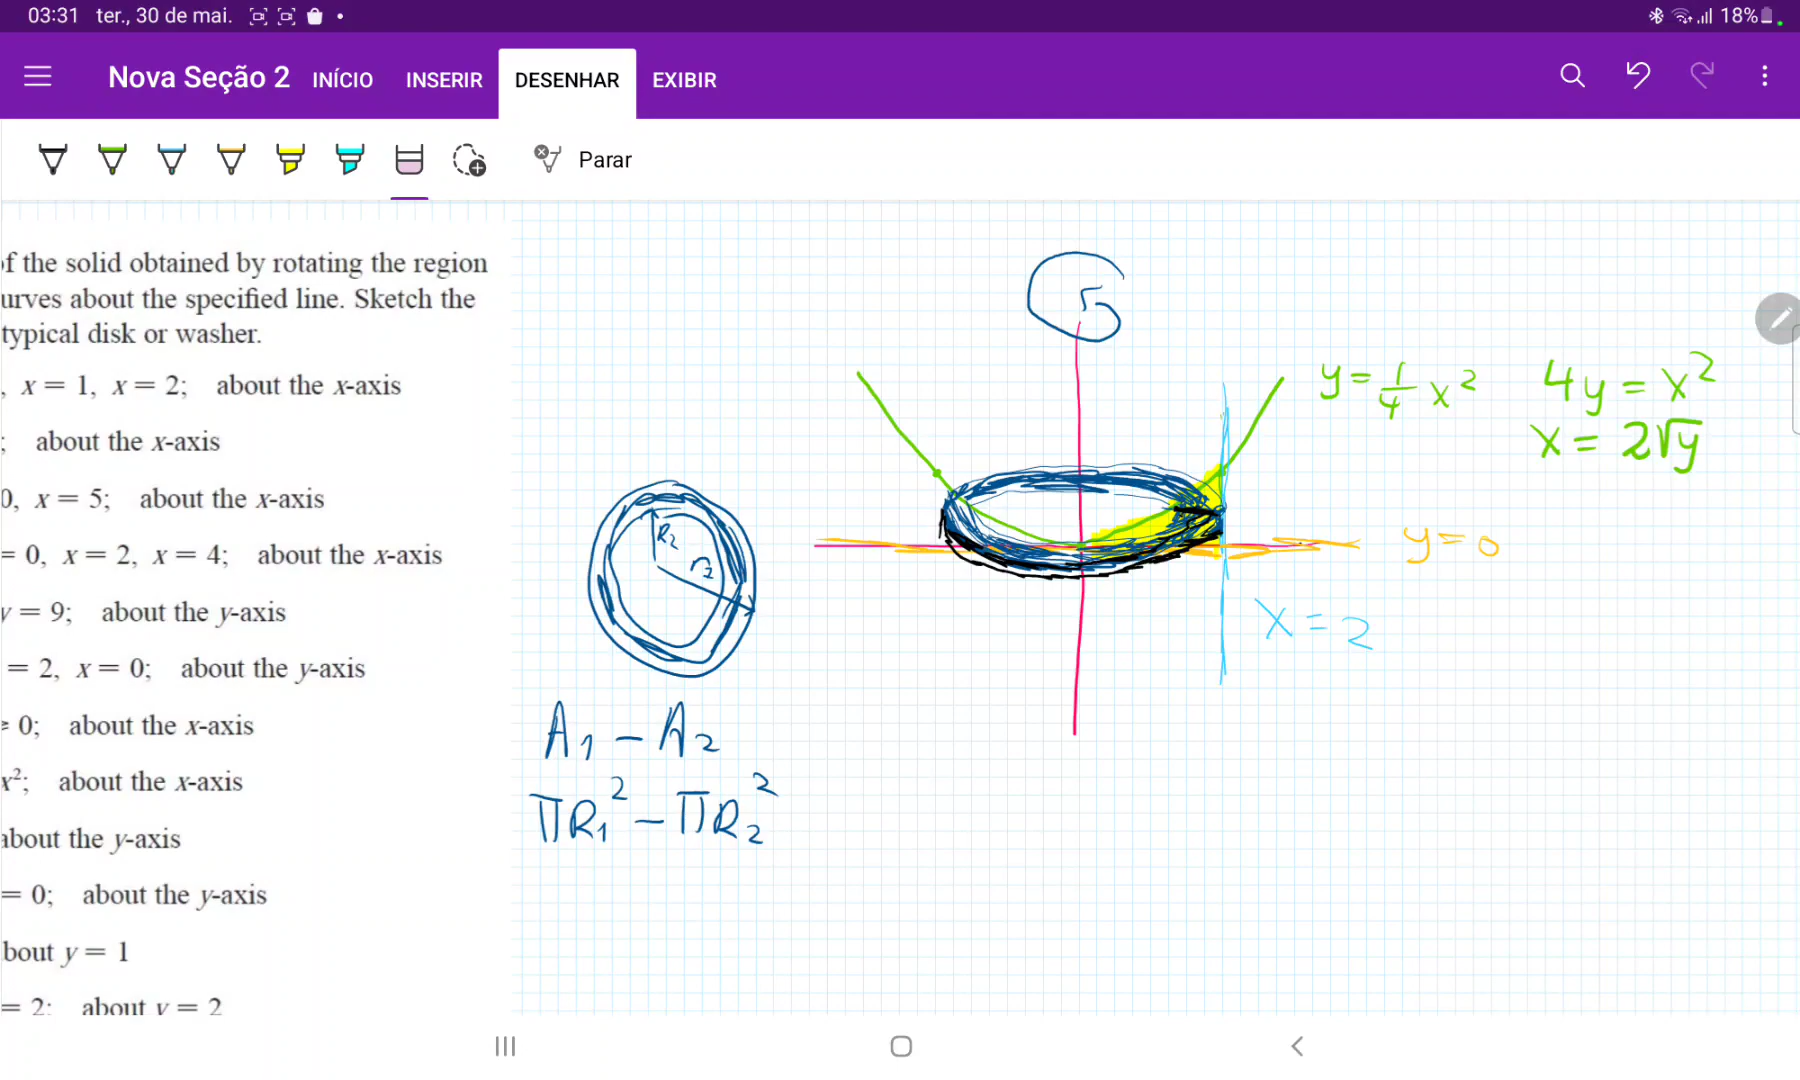 03:31 ter., 30 de mai. 18%
Nova Seção 2 INÍCIO INSERIR DESENHAR EXIBIR
Parar
f the solid obtained by rotating the region
urves about the specified line. Sketch the
typical disk or washer.
, x = 1, x = 2; about the x-axis
; about the x-axis
0, x = 5; about the x-axis
= 0, x = 2, x = 4; about the x-axis
y = 9; about the y-axis
= 2, x = 0; about the y-axis
≥ 0; about the x-axis
x²; about the x-axis
about the y-axis
= 0; about the y-axis
bout y = 1
= 2; about y = 2
5
y = 1/4 x² 4y = x²
x = 2√y
y = 0
x = 2
R₂
r₂
A₁ – A₂
πR₁² – πR₂²